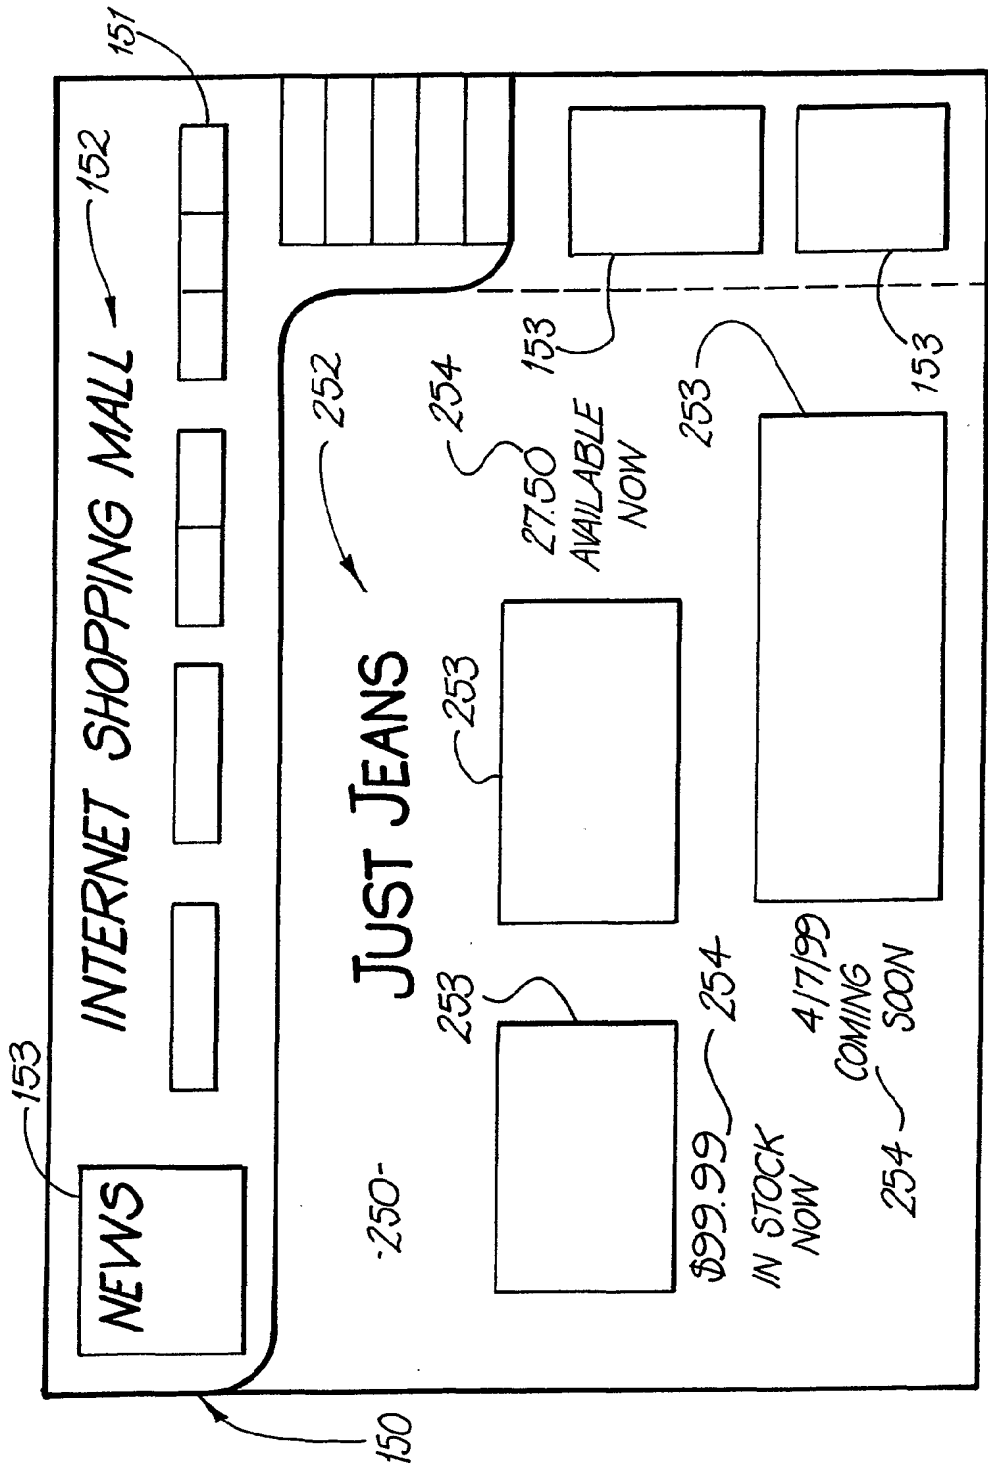 151
INTERNET SHOPPING MALL
152
153
NEWS
150
252
JUST JEANS
-250-
253
253
254
27.50
AVAILABLE
NOW
153
253
153
$99.99
254
IN STOCK
NOW
4/7/99
COMING
SOON
254